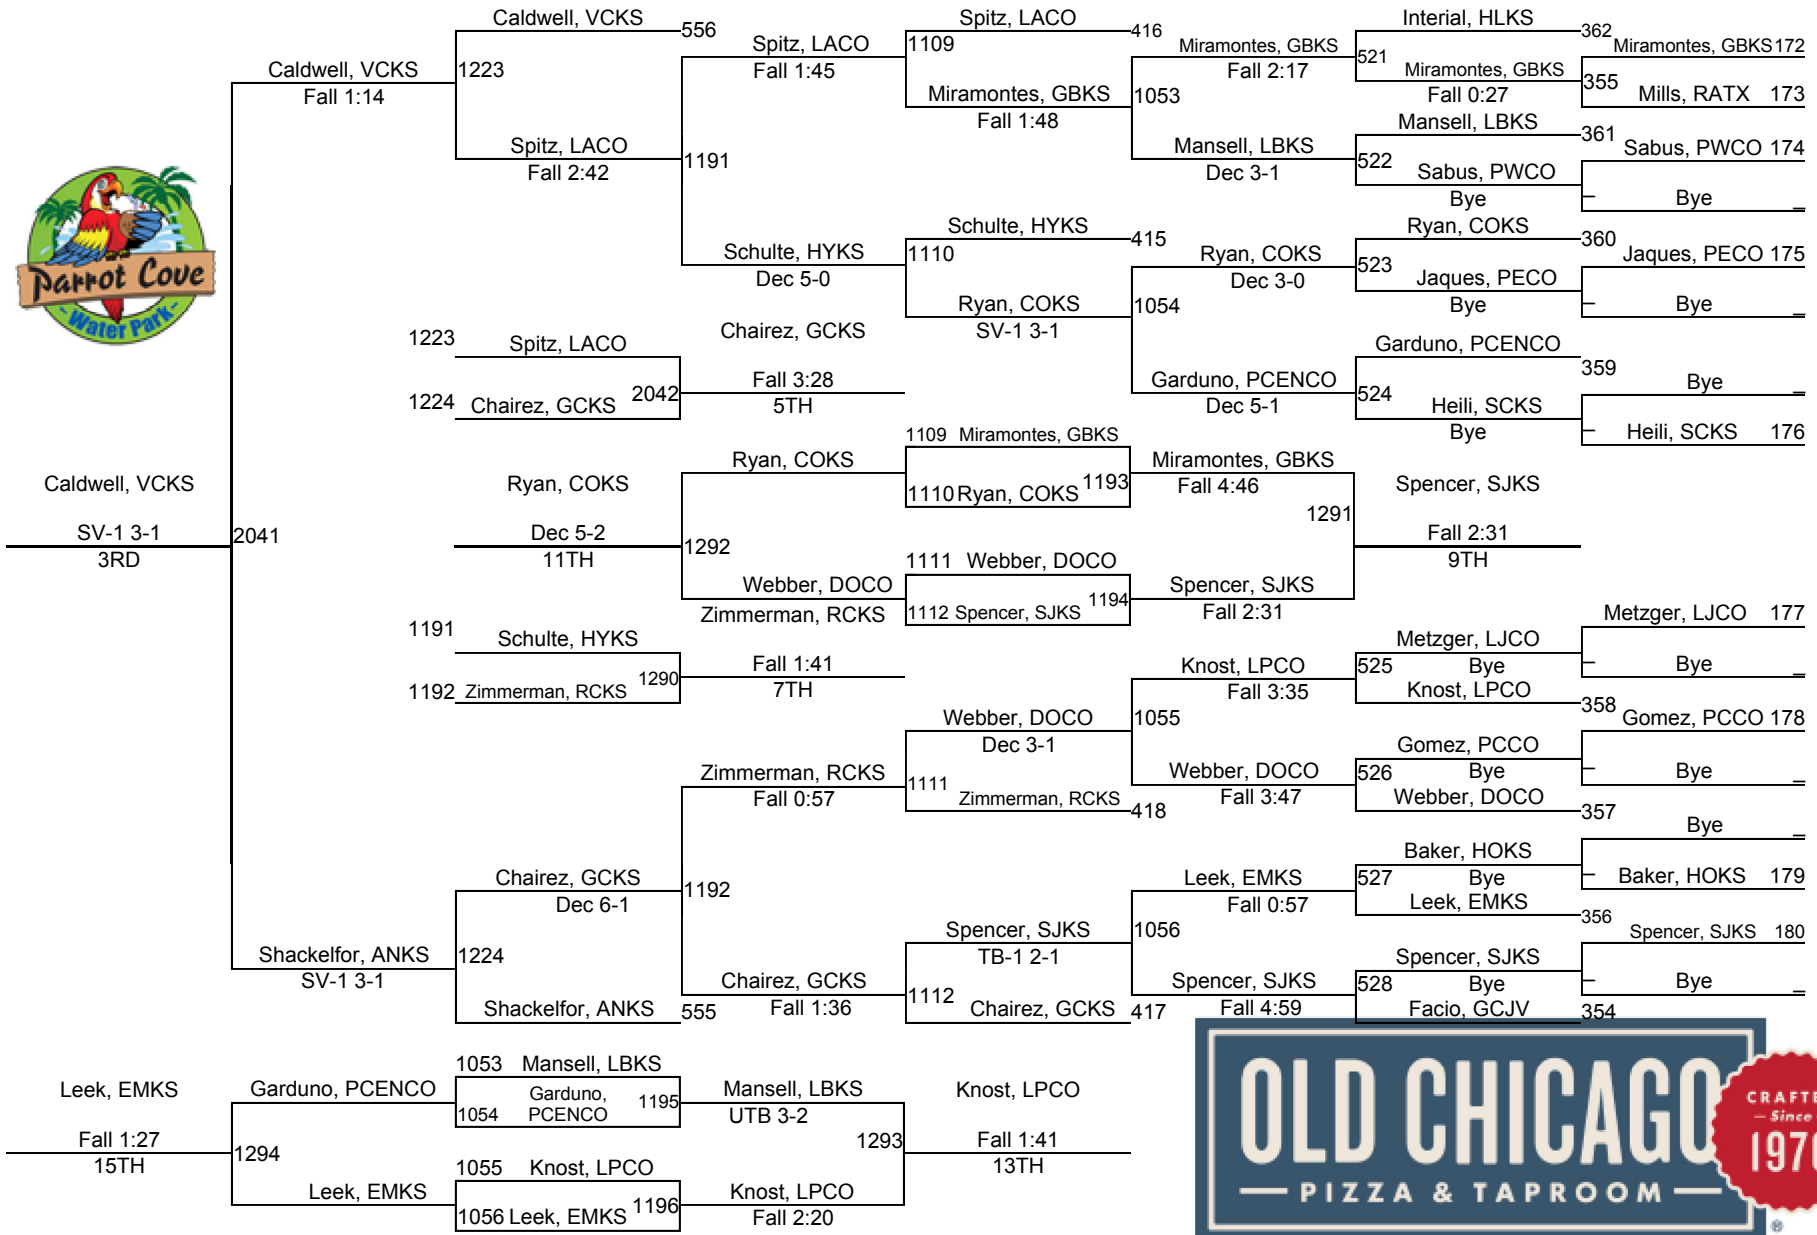 Caldwell, VCKS
556
1223
Caldwell, VCKS
Fall 1:14
Spitz, LACO
Fall 2:42
Spitz, LACO
Fall 1:45
1191
Schulte, HYKS
Dec 5-0
Spitz, LACO
416
1109
Miramontes, GBKS
Fall 1:48
Schulte, HYKS
415
1110
Ryan, COKS
SV-1 3-1
Miramontes, GBKS
Fall 2:17
1053
Mansell, LBKS
Dec 3-1
Ryan, COKS
Dec 3-0
1054
Garduno, PCENCO
Dec 5-1
Interial, HLKS
362
521
Miramontes, GBKS
Fall 0:27
Mansell, LBKS
361
522
Sabus, PWCO
Bye
Ryan, COKS
360
523
Jaques, PECO
Bye
Garduno, PCENCO
359
524
Heili, SCKS
Bye
Miramontes, GBKS 172
355
Mills, RATX 173
Sabus, PWCO 174
_
Bye _
Jaques, PECO 175
_
Bye _
Bye _
_
Heili, SCKS 176
Parrot Cove
- Water Park -
1223
Spitz, LACO
1224
Chairez, GCKS
2042
Chairez, GCKS
Fall 3:28
5TH
Caldwell, VCKS
SV-1 3-1
3RD
2041
Ryan, COKS
Dec 5-2
11TH
Ryan, COKS
1292
Webber, DOCO
1109 Miramontes, GBKS
1110 Ryan, COKS
1193
1111 Webber, DOCO
1112 Spencer, SJKS
1194
Miramontes, GBKS
Fall 4:46
1291
Spencer, SJKS
Fall 2:31
Spencer, SJKS
Fall 2:31
9TH
1191
Schulte, HYKS
1192 Zimmerman, RCKS
1290
Zimmerman, RCKS
Fall 1:41
7TH
Chairez, GCKS
Dec 6-1
1224
Shackelfor, ANKS
555
Shackelfor, ANKS
SV-1 3-1
Zimmerman, RCKS
Fall 0:57
1192
Chairez, GCKS
Fall 1:36
Webber, DOCO
Dec 3-1
1111
Zimmerman, RCKS
418
Spencer, SJKS
TB-1 2-1
1112
Chairez, GCKS
417
Knost, LPCO
Fall 3:35
1055
Webber, DOCO
Fall 3:47
Leek, EMKS
Fall 0:57
1056
Spencer, SJKS
Fall 4:59
Metzger, LJCO
525
Bye
Knost, LPCO
358
Gomez, PCCO
526
Bye
Webber, DOCO
357
Baker, HOKS
527
Bye
Leek, EMKS
356
Spencer, SJKS
528
Bye
Facio, GCJV
354
Metzger, LJCO 177
_
Bye _
Gomez, PCCO 178
_
Bye _
Bye _
_
Baker, HOKS 179
Spencer, SJKS 180
_
Bye _
Leek, EMKS
Fall 1:27
15TH
Garduno, PCENCO
1294
Leek, EMKS
1053 Mansell, LBKS
1054
Garduno,
PCENCO
1195
1055 Knost, LPCO
1056 Leek, EMKS
1196
Mansell, LBKS
UTB 3-2
1293
Knost, LPCO
Fall 2:20
Knost, LPCO
Fall 1:41
13TH
OLD CHICAGO
PIZZA & TAPROOM
CRAFTE
Since
1976
®